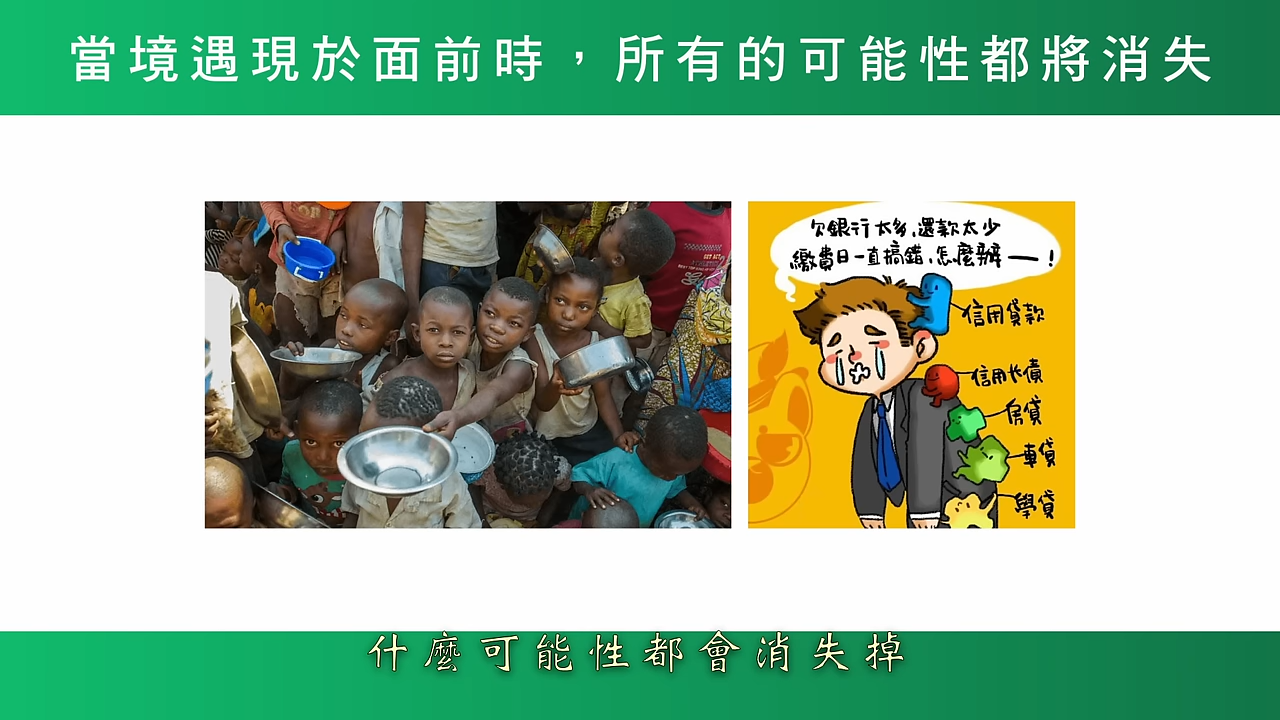 當境遇現於面前時，所有的可能性都將消失
欠銀行太多,還款太少
繳費日一直搞錯,怎麼辦—！
信用貸款
信用卡債
房貸
車貸
學貸
GET ACT
什麼可能性都會消失掉